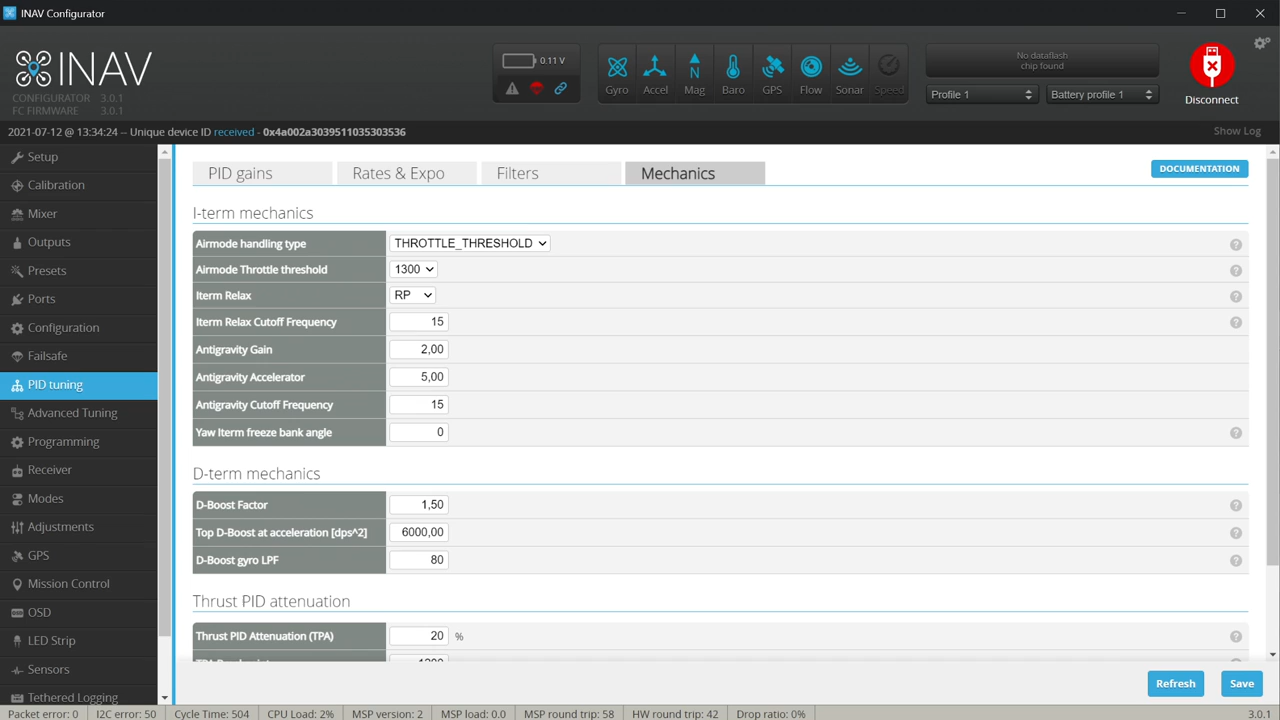 INAV Configurator
INAV
CONFIGURATOR 3.0.1
FC FIRMWARE 3.0.1
0.11 V
Gyro Accel Mag Baro GPS Flow Sonar Speed
No dataflash
chip found
Profile 1
Battery profile 1
Disconnect
2021-07-12 @ 13:34:24 -- Unique device ID received - 0x4a002a3039511035303536
Show Log
Setup
Calibration
Mixer
Outputs
Presets
Ports
Configuration
Failsafe
PID tuning
Advanced Tuning
Programming
Receiver
Modes
Adjustments
GPS
Mission Control
OSD
LED Strip
Sensors
Tethered Logging
PID gains
Rates & Expo
Filters
Mechanics
DOCUMENTATION
I-term mechanics
Airmode handling type THROTTLE_THRESHOLD ?
Airmode Throttle threshold 1300 ?
Iterm Relax RP ?
Iterm Relax Cutoff Frequency 15 ?
Antigravity Gain 2,00
Antigravity Accelerator 5,00
Antigravity Cutoff Frequency 15
Yaw Iterm freeze bank angle 0 ?
D-term mechanics
D-Boost Factor 1,50 ?
Top D-Boost at acceleration [dps^2] 6000,00 ?
D-Boost gyro LPF 80 ?
Thrust PID attenuation
Thrust PID Attenuation (TPA) 20 % ?
Refresh
Save
Packet error: 0 I2C error: 50 Cycle Time: 504 CPU Load: 2% MSP version: 2 MSP load: 0.0 MSP round trip: 58 HW round trip: 42 Drop ratio: 0% 3.0.1